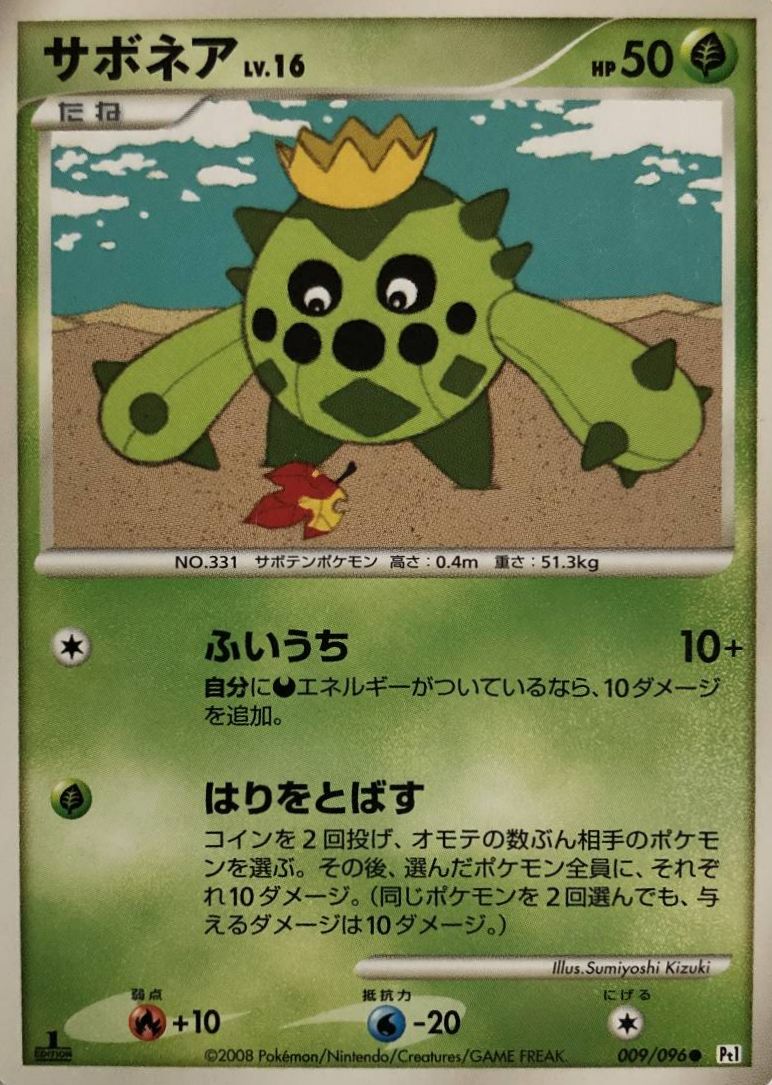 サボネア LV.16 HP50
たね
NO.331 サボテンポケモン 高さ:0.4m 重さ:51.3kg
ふいうち 10+
自分にエネルギーがついているなら、10ダメージ
を追加。
はりをとばす
コインを2回投げ、オモテの数ぶん相手のポケモ
ンを選ぶ。その後、選んだポケモン全員に、それぞ
れ10ダメージ。(同じポケモンを2回選んでも、与
えるダメージは10ダメージ。)
Illus.Sumiyoshi Kizuki
弱点 抵抗力 にげる
+10 -20
1 EDITION
©2008 Pokémon/Nintendo/Creatures/GAME FREAK. 009/096● Pt1